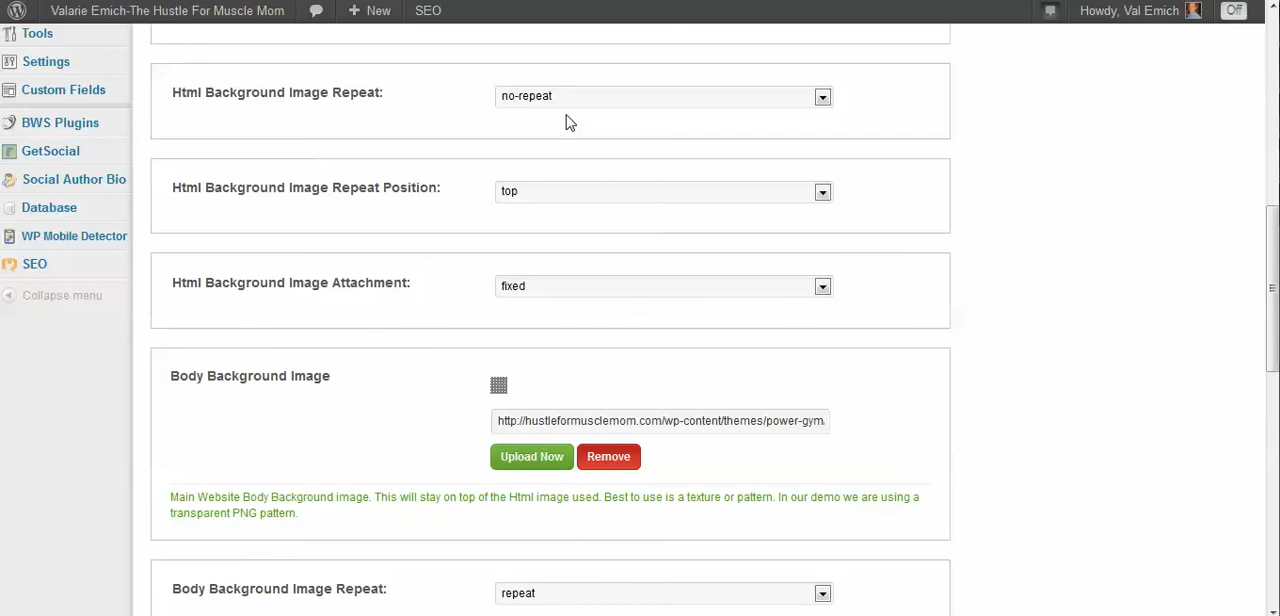 Valarie Emich-The Hustle For Muscle Mom
New
SEO
Howdy, Val Emich
Off
Tools
Settings
Custom Fields
BWS Plugins
GetSocial
Social Author Bio
Database
WP Mobile Detector
SEO
Collapse menu
Html Background Image Repeat:
no-repeat
Html Background Image Repeat Position:
top
Html Background Image Attachment:
fixed
Body Background Image
http://hustleformusclemom.com/wp-content/themes/power-gym
Upload Now
Remove
Main Website Body Background image. This will stay on top of the Html image used. Best to use is a texture or pattern. In our demo we are using a
transparent PNG pattern.
Body Background Image Repeat:
repeat